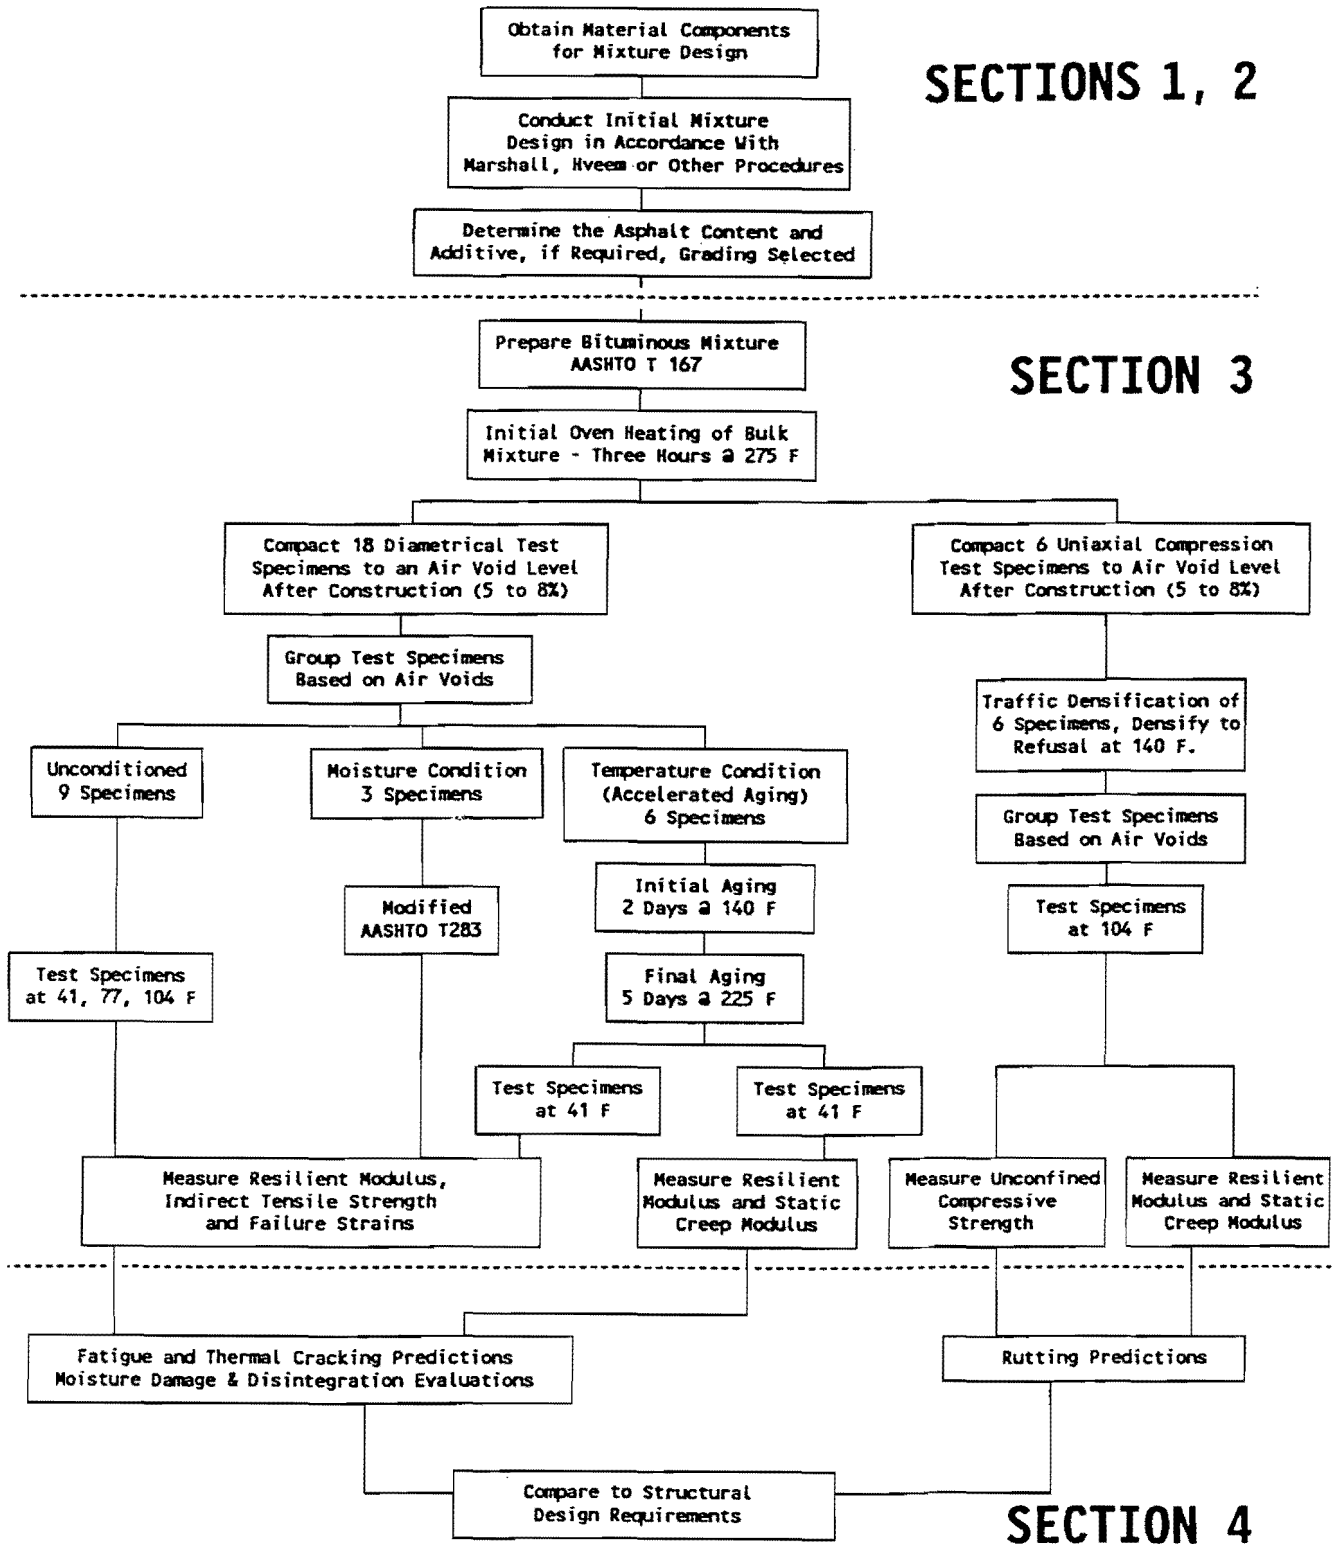 Obtain Material Components
for Mixture Design
SECTIONS 1, 2
Conduct Initial Mixture
Design in Accordance With
Marshall, Hveem or Other Procedures
Determine the Asphalt Content and
Additive, if Required, Grading Selected
Prepare Bituminous Mixture
AASHTO T 167
SECTION 3
Initial Oven Heating of Bulk
Mixture - Three Hours @ 275 F
Compact 18 Diametrical Test
Specimens to an Air Void Level
After Construction (5 to 8%)
Compact 6 Uniaxial Compression
Test Specimens to Air Void Level
After Construction (5 to 8%)
Group Test Specimens
Based on Air Voids
Traffic Densification of
6 Specimens, Densify to
Refusal at 140 F.
Unconditioned
9 Specimens
Moisture Condition
3 Specimens
Temperature Condition
(Accelerated Aging)
6 Specimens
Group Test Specimens
Based on Air Voids
Initial Aging
2 Days @ 140 F
Modified
AASHTO T283
Test Specimens
at 104 F
Test Specimens
at 41, 77, 104 F
Final Aging
5 Days @ 225 F
Test Specimens
at 41 F
Test Specimens
at 41 F
Measure Resilient Modulus,
Indirect Tensile Strength
and Failure Strains
Measure Resilient
Modulus and Static
Creep Modulus
Measure Unconfined
Compressive
Strength
Measure Resilient
Modulus and Static
Creep Modulus
Fatigue and Thermal Cracking Predictions
Moisture Damage & Disintegration Evaluations
Rutting Predictions
Compare to Structural
Design Requirements
SECTION 4